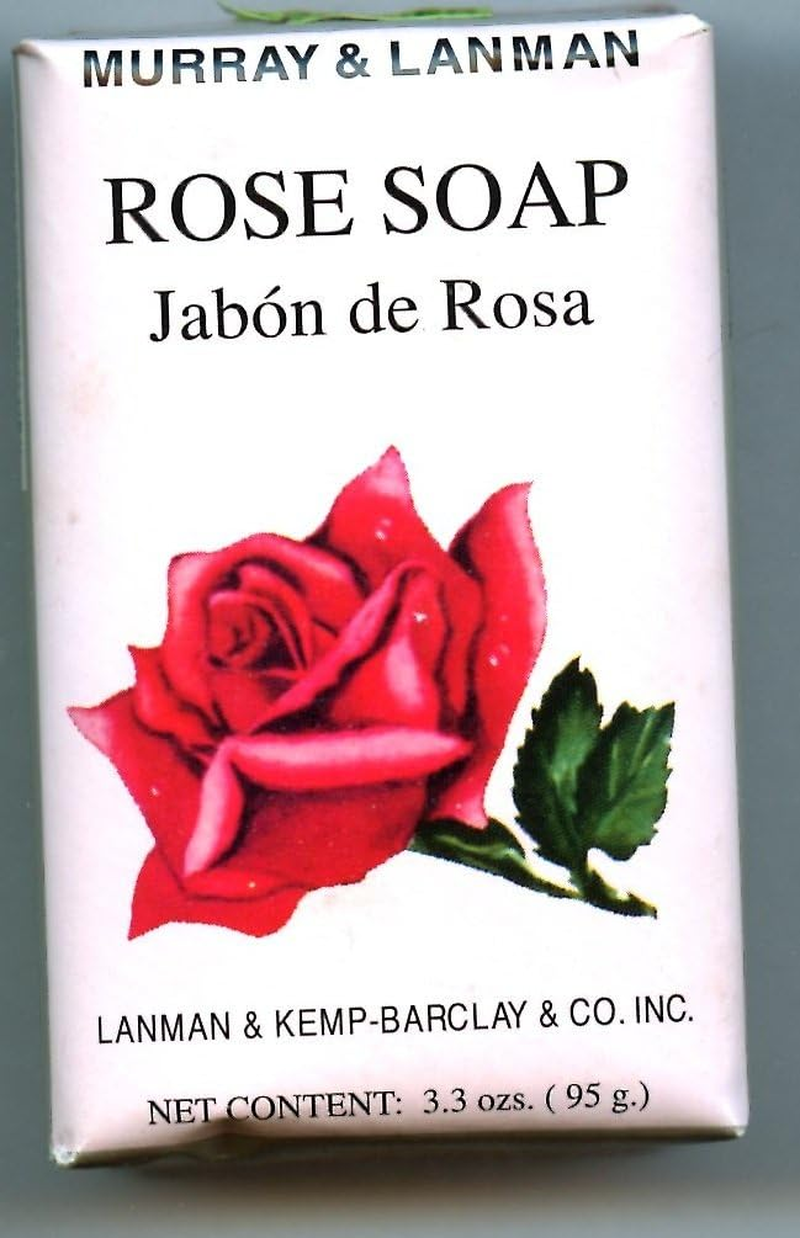 MURRAY & LANMAN
ROSE SOAP
Jabón de Rosa
LANMAN & KEMP-BARCLAY & CO. INC.
NET CONTENT: 3.3 ozs. ( 95 g.)